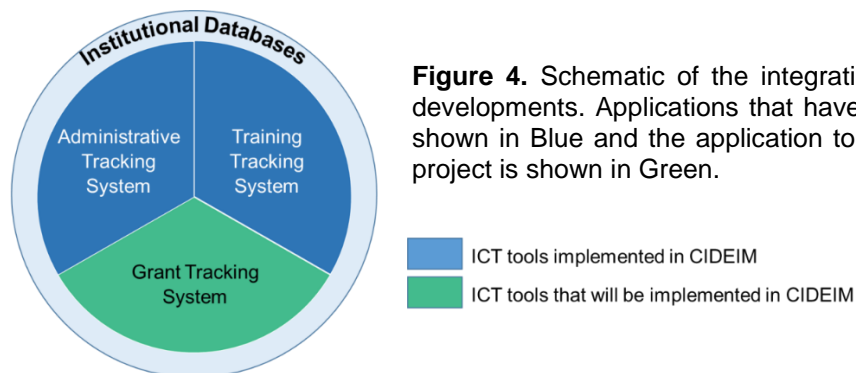 Institutional Databases
Administrative
Tracking
System
Training
Tracking
System
Grant Tracking
System
Figure 4. Schematic of the integrati
developments. Applications that have
shown in Blue and the application to
project is shown in Green.
ICT tools implemented in CIDEIM
ICT tools that will be implemented in CIDEIM